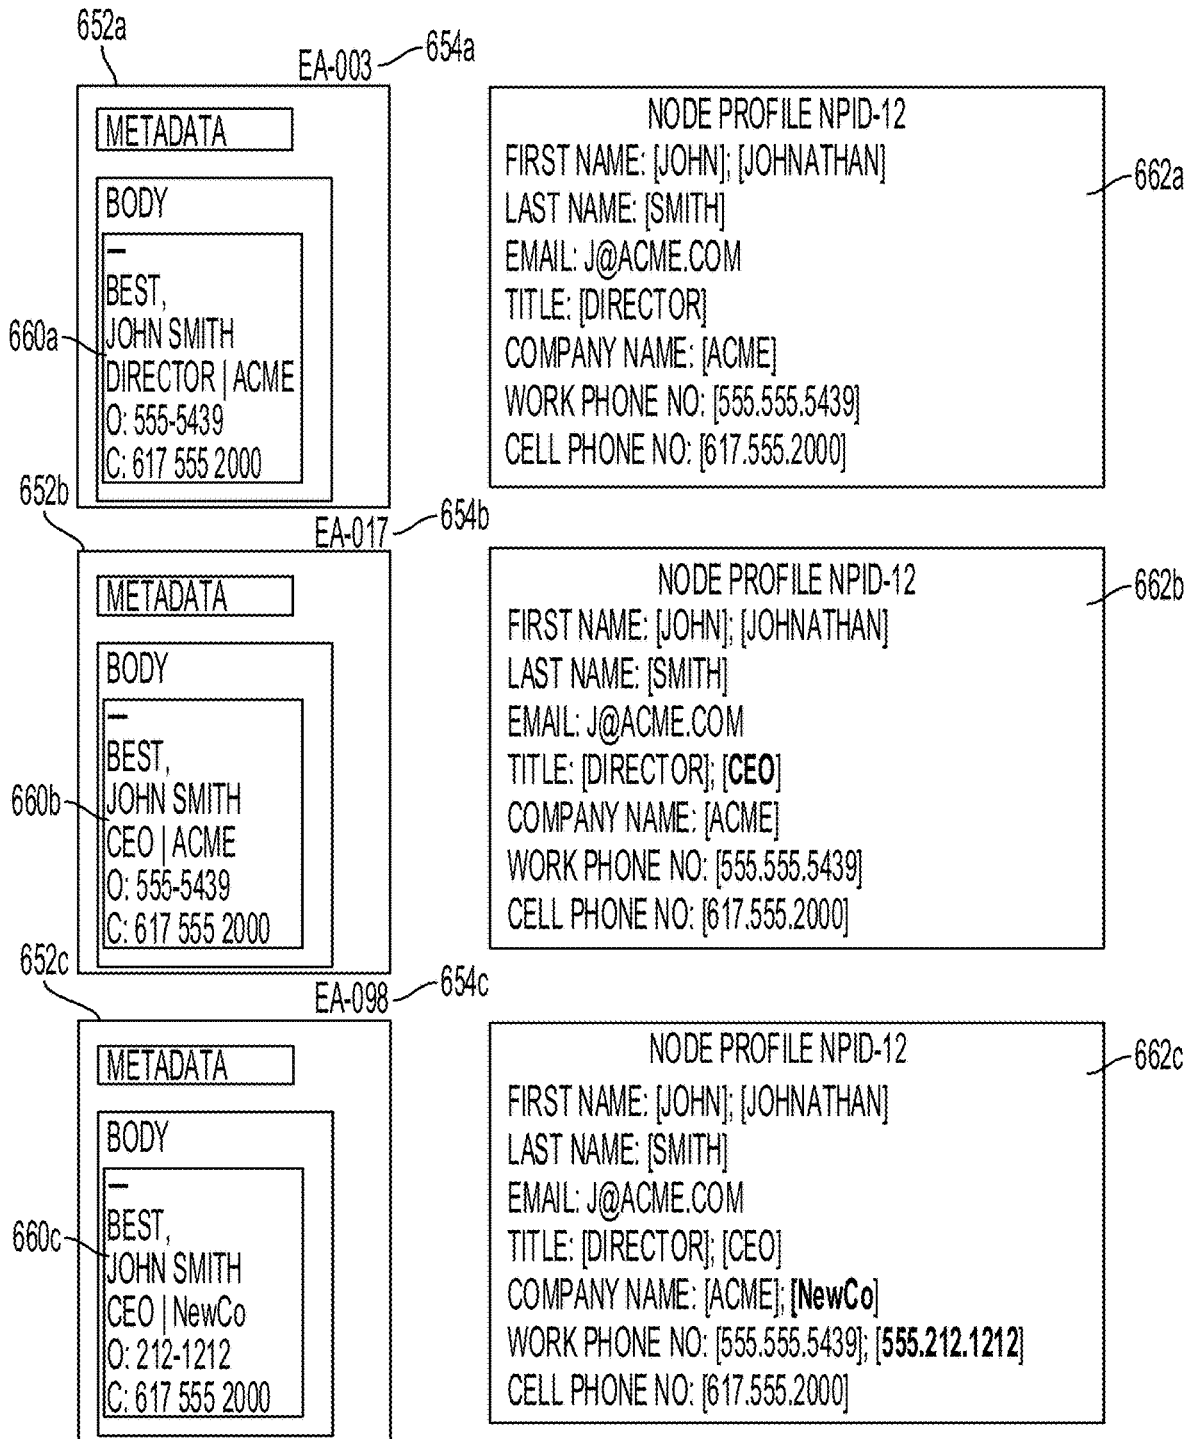 652a
EA-003
654a
METADATA
BODY
—
BEST,
JOHN SMITH
DIRECTOR | ACME
O: 555-5439
C: 617 555 2000
660a
NODE PROFILE NPID-12
FIRST NAME: [JOHN]; [JOHNATHAN]
LAST NAME: [SMITH]
EMAIL: J@ACME.COM
TITLE: [DIRECTOR]
COMPANY NAME: [ACME]
WORK PHONE NO: [555.555.5439]
CELL PHONE NO: [617.555.2000]
662a
652b
EA-017
654b
METADATA
BODY
—
BEST,
JOHN SMITH
CEO | ACME
O: 555-5439
C: 617 555 2000
660b
NODE PROFILE NPID-12
FIRST NAME: [JOHN]; [JOHNATHAN]
LAST NAME: [SMITH]
EMAIL: J@ACME.COM
TITLE: [DIRECTOR]; [CEO]
COMPANY NAME: [ACME]
WORK PHONE NO: [555.555.5439]
CELL PHONE NO: [617.555.2000]
662b
652c
EA-098
654c
METADATA
BODY
—
BEST,
JOHN SMITH
CEO | NewCo
O: 212-1212
C: 617 555 2000
660c
NODE PROFILE NPID-12
FIRST NAME: [JOHN]; [JOHNATHAN]
LAST NAME: [SMITH]
EMAIL: J@ACME.COM
TITLE: [DIRECTOR]; [CEO]
COMPANY NAME: [ACME]; [NewCo]
WORK PHONE NO: [555.555.5439]; [555.212.1212]
CELL PHONE NO: [617.555.2000]
662c